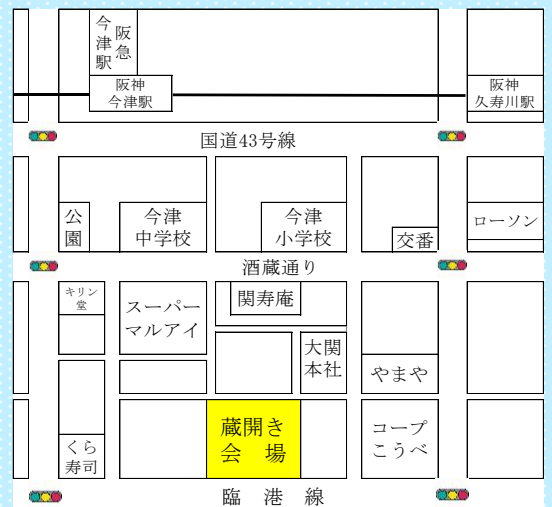 阪急
今津駅
阪神
今津駅
阪神
久寿川駅
国道43号線
公園
今津
中学校
今津
小学校
交番
ローソン
酒蔵通り
キリン
堂
スーパー
マルアイ
関寿庵
大関
本社
やまや
くら
寿司
蔵開き
会　場
コープ
こうべ
臨　港　線